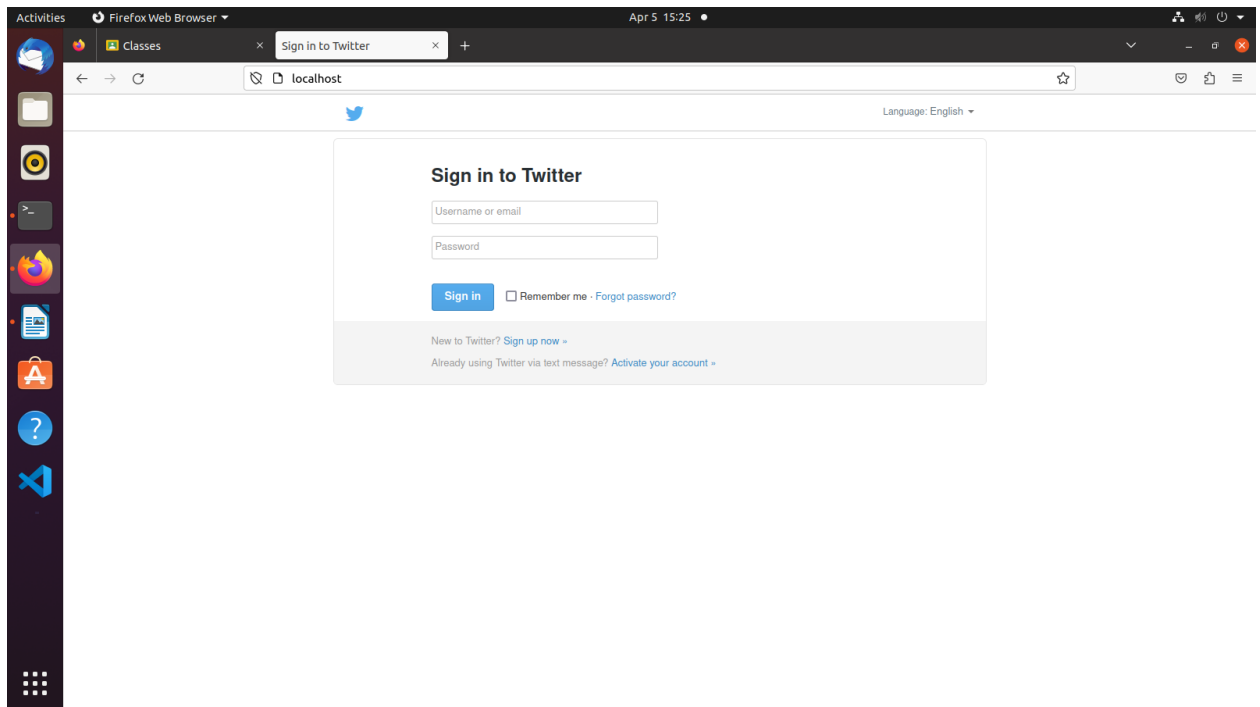 Activities Firefox Web Browser Apr 5 15:25
Classes Sign in to Twitter
localhost
Language: English
Sign in to Twitter
Username or email
Password
Sign in Remember me · Forgot password?
New to Twitter? Sign up now »
Already using Twitter via text message? Activate your account »